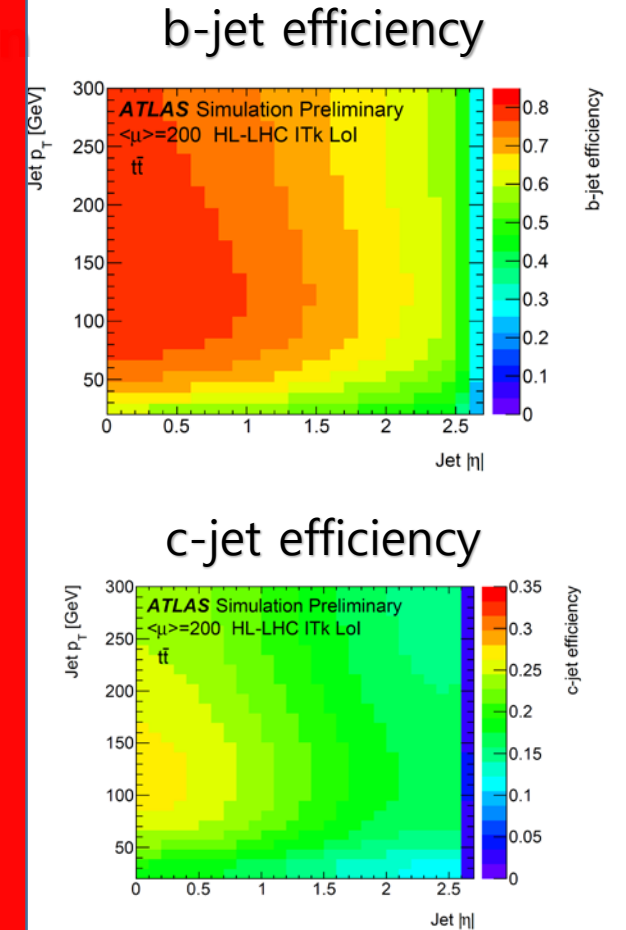 b-jet efficiency
Jet p_T [GeV]
300
250
200
150
100
50
ATLAS Simulation Preliminary
<μ>=200 HL-LHC ITk LoI
tt̄
0 0.5 1 1.5 2 2.5
Jet |η|
0.8
0.7
0.6
0.5
0.4
0.3
0.2
0.1
0
b-jet efficiency
c-jet efficiency
Jet p_T [GeV]
300
250
200
150
100
50
ATLAS Simulation Preliminary
<μ>=200 HL-LHC ITk LoI
tt̄
0 0.5 1 1.5 2 2.5
Jet |η|
0.35
0.3
0.25
0.2
0.15
0.1
0.05
0
c-jet efficiency